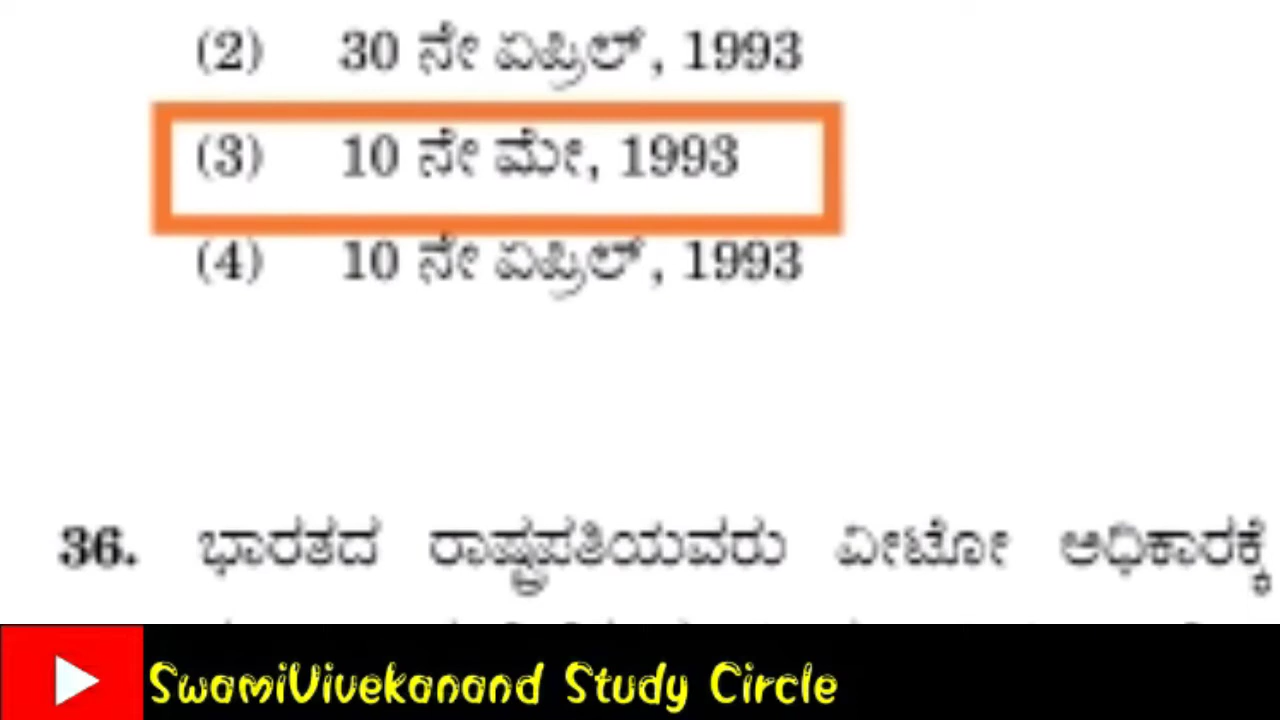 (2) 30 ನೇ ಏಪ್ರಿಲ್, 1993
(3) 10 ನೇ ಮೇ, 1993
(4) 10 ನೇ ಏಪ್ರಿಲ್, 1993
36. ಭಾರತದ ರಾಷ್ಟ್ರಪತಿಯವರು ವೀಟೋ ಅಧಿಕಾರಕ್ಕೆ
SwamiVivekanand Study Circle